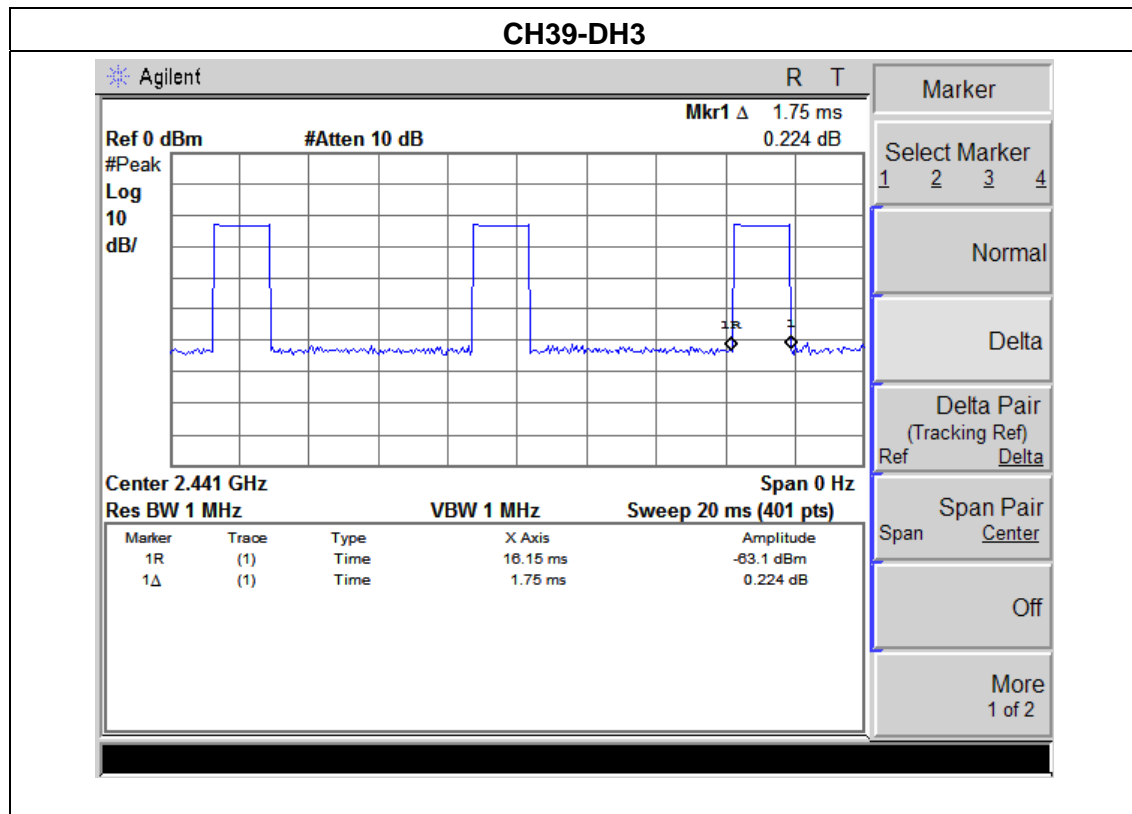 CH39-DH3
Agilent R T
Mkr1 Δ 1.75 ms
Ref 0 dBm #Atten 10 dB 0.224 dB
#Peak
Log
10
dB/
1R 1
Center 2.441 GHz Span 0 Hz
Res BW 1 MHz VBW 1 MHz Sweep 20 ms (401 pts)
Marker Trace Type X Axis Amplitude
1R (1) Time 16.15 ms -63.1 dBm
1Δ (1) Time 1.75 ms 0.224 dB
Marker
Select Marker
1 2 3 4
Normal
Delta
Delta Pair
(Tracking Ref)
Ref Delta
Span Pair
Span Center
Off
More
1 of 2